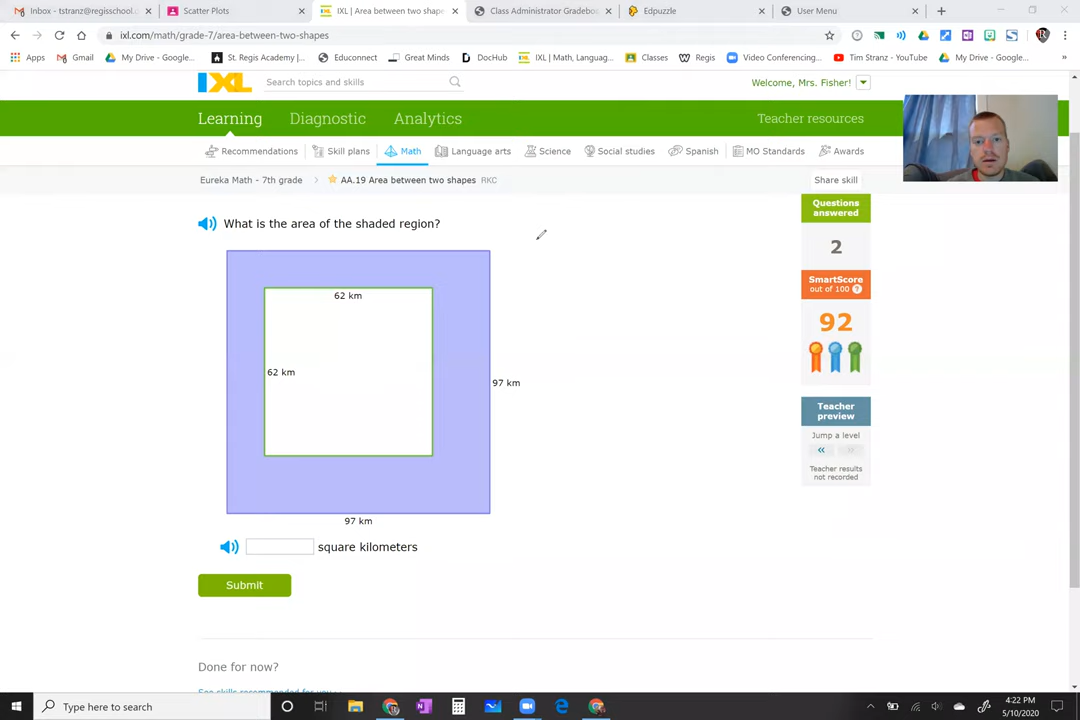 Inbox - tstranz@regisschool.c
Scatter Plots
IXL | Area between two shape
Class Administrator Gradeboo
Edpuzzle
User Menu
ixl.com/math/grade-7/area-between-two-shapes
Apps
Gmail
My Drive - Google...
St. Regis Academy |...
Educonnect
Great Minds
DocHub
IXL | Math, Languag...
Classes
Regis
Video Conferencing...
Tim Stranz - YouTube
My Drive - Google...
»
IXL
Search topics and skills
Welcome, Mrs. Fisher!
Learning
Diagnostic
Analytics
Teacher resources
Recommendations
Skill plans
Math
Language arts
Science
Social studies
Spanish
MO Standards
Awards
Eureka Math - 7th grade > AA.19 Area between two shapes RKC
Share skill
What is the area of the shaded region?
62 km
62 km
97 km
97 km
square kilometers
Submit
Questions
answered
2
SmartScore
out of 100 ?
92
Teacher
preview
Jump a level
«
»
Teacher results
not recorded
Done for now?
See skills recommended for you
Type here to search
4:22 PM
5/10/2020